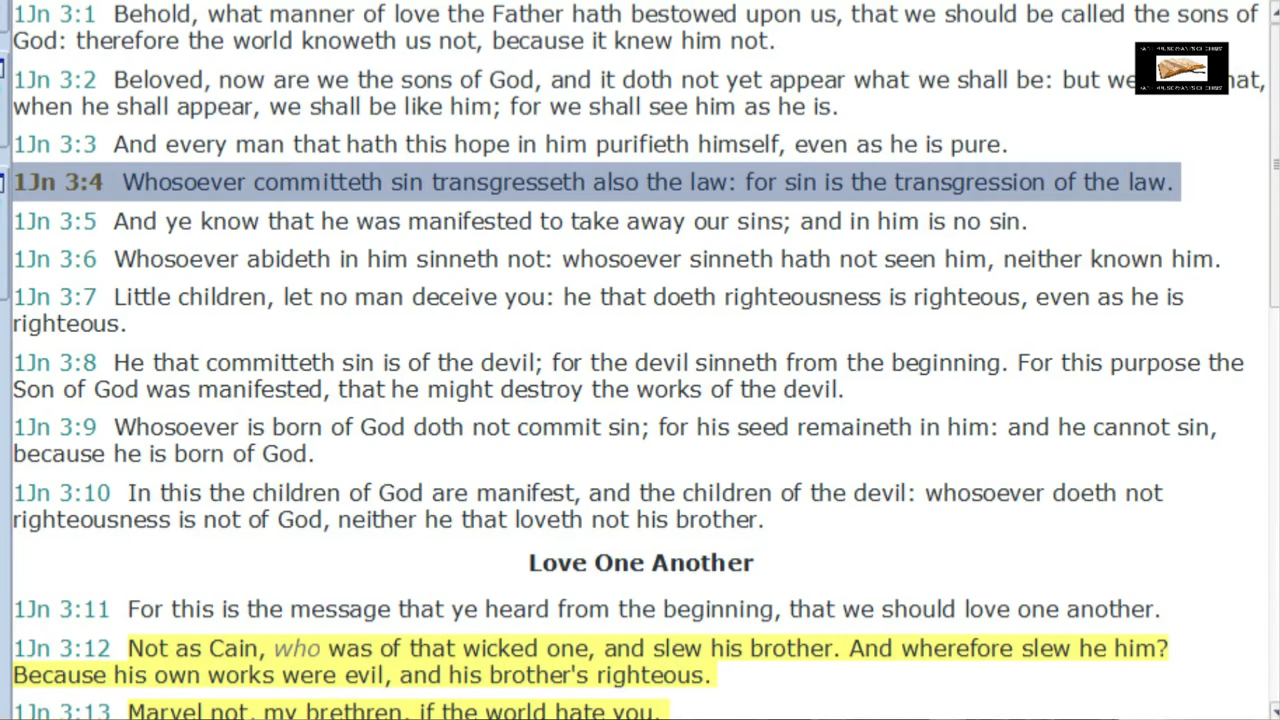 1Jn 3:1 Behold, what manner of love the Father hath bestowed upon us, that we should be called the sons of
God: therefore the world knoweth us not, because it knew him not.
1Jn 3:2 Beloved, now are we the sons of God, and it doth not yet appear what we shall be: but we hat,
when he shall appear, we shall be like him; for we shall see him as he is.
1Jn 3:3 And every man that hath this hope in him purifieth himself, even as he is pure.
1Jn 3:4 Whosoever committeth sin transgresseth also the law: for sin is the transgression of the law.
1Jn 3:5 And ye know that he was manifested to take away our sins; and in him is no sin.
1Jn 3:6 Whosoever abideth in him sinneth not: whosoever sinneth hath not seen him, neither known him.
1Jn 3:7 Little children, let no man deceive you: he that doeth righteousness is righteous, even as he is
righteous.
1Jn 3:8 He that committeth sin is of the devil; for the devil sinneth from the beginning. For this purpose the
Son of God was manifested, that he might destroy the works of the devil.
1Jn 3:9 Whosoever is born of God doth not commit sin; for his seed remaineth in him: and he cannot sin,
because he is born of God.
1Jn 3:10 In this the children of God are manifest, and the children of the devil: whosoever doeth not
righteousness is not of God, neither he that loveth not his brother.
Love One Another
1Jn 3:11 For this is the message that ye heard from the beginning, that we should love one another.
1Jn 3:12 Not as Cain, who was of that wicked one, and slew his brother. And wherefore slew he him?
Because his own works were evil, and his brother's righteous.
1Jn 3:13 Marvel not, my brethren, if the world hate you.